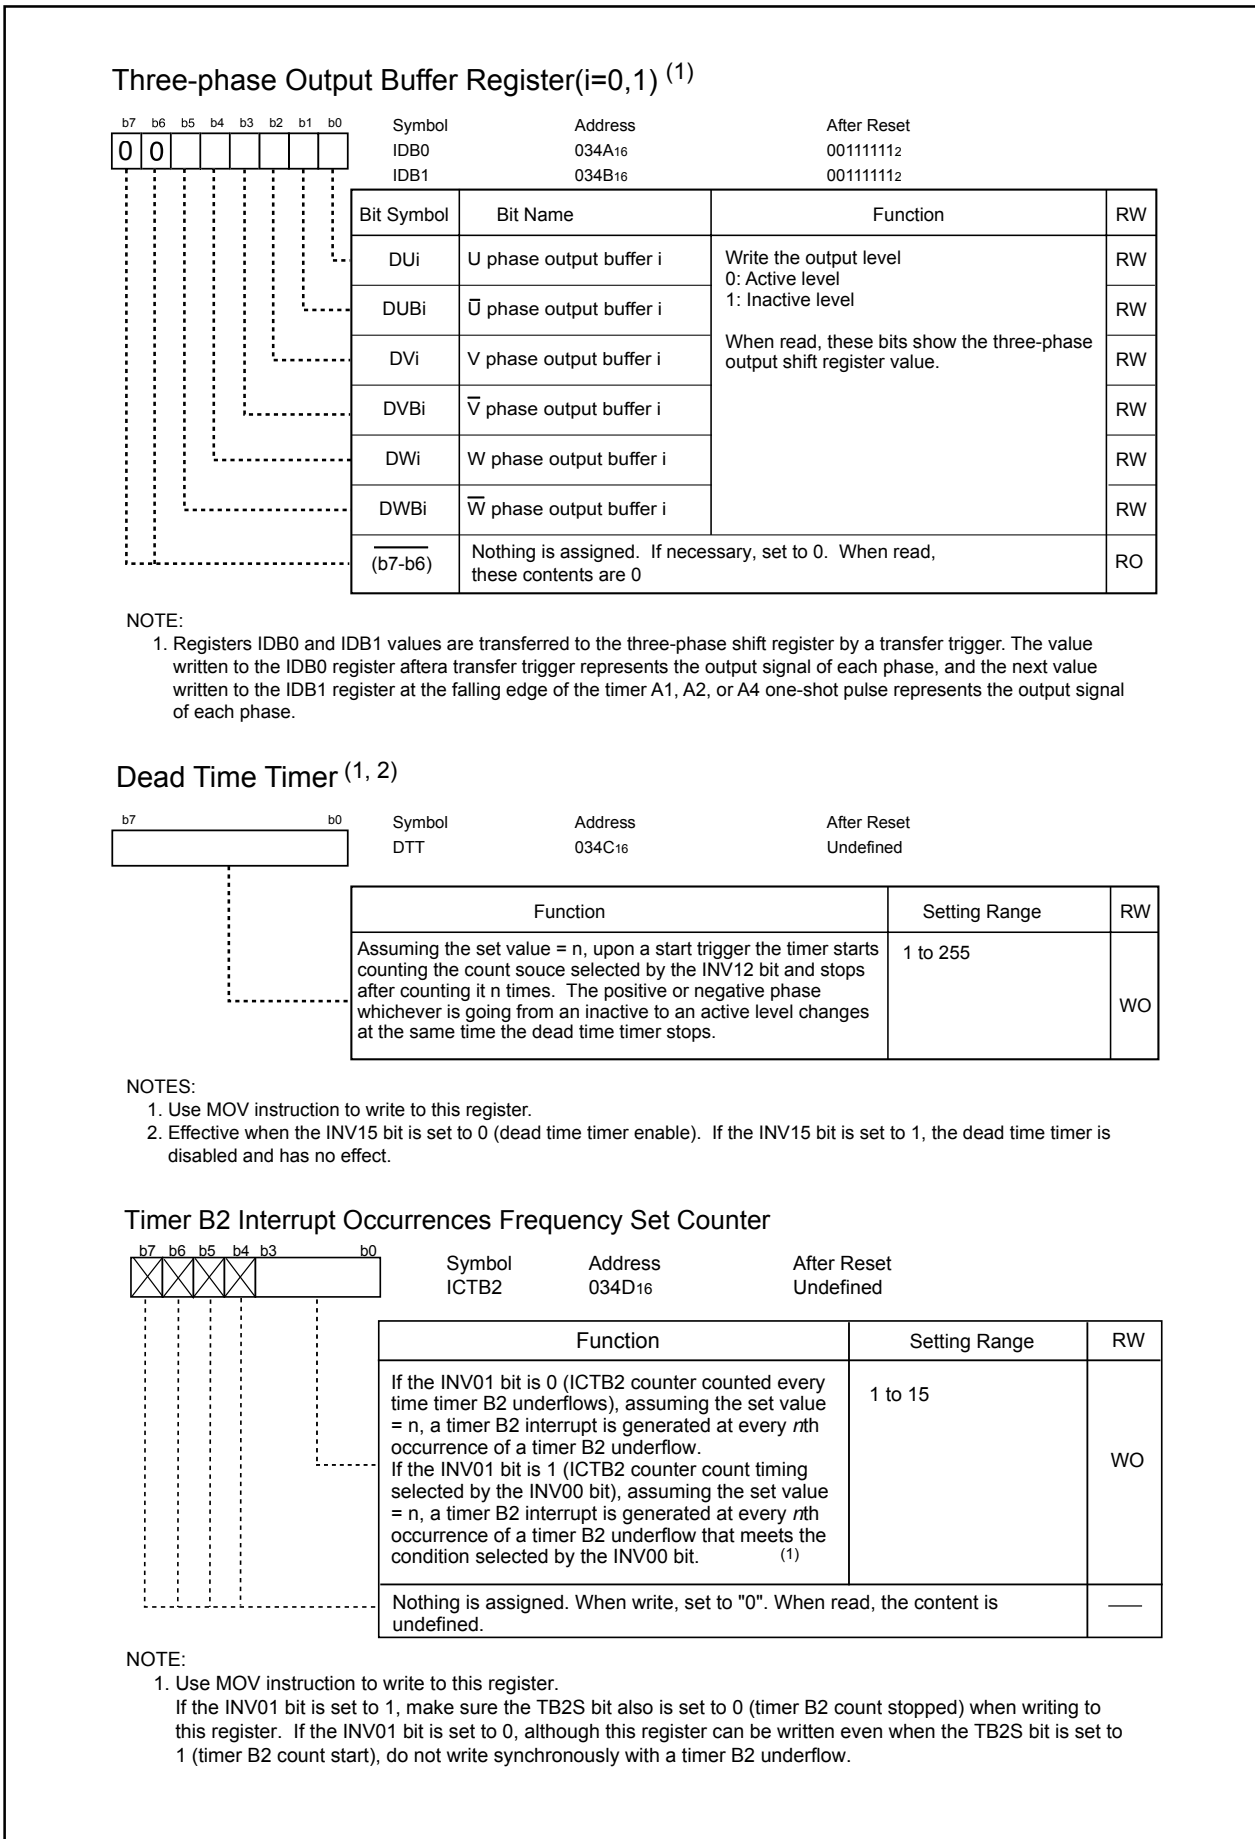 Three-phase Output Buffer Register(i=0,1) (1)
b7 b6 b5 b4 b3 b2 b1 b0
Symbol Address After Reset
0 0 IDB0 034A16 001111112
IDB1 034B16 001111112
Bit Symbol Bit Name Function RW
DUi U phase output buffer i Write the output level RW
0: Active level
1: Inactive level
DUBi U̅ phase output buffer i RW
When read, these bits show the three-phase
output shift register value.
DVi V phase output buffer i RW
DVBi V̅ phase output buffer i RW
DWi W phase output buffer i RW
DWBi W̅ phase output buffer i RW
(b7-b6) Nothing is assigned. If necessary, set to 0. When read, RO
these contents are 0
NOTE:
1. Registers IDB0 and IDB1 values are transferred to the three-phase shift register by a transfer trigger. The value
written to the IDB0 register aftera transfer trigger represents the output signal of each phase, and the next value
written to the IDB1 register at the falling edge of the timer A1, A2, or A4 one-shot pulse represents the output signal
of each phase.
Dead Time Timer (1, 2)
b7 b0
Symbol Address After Reset
DTT 034C16 Undefined
Function Setting Range RW
Assuming the set value = n, upon a start trigger the timer starts 1 to 255
counting the count souce selected by the INV12 bit and stops
after counting it n times. The positive or negative phase
whichever is going from an inactive to an active level changes WO
at the same time the dead time timer stops.
NOTES:
1. Use MOV instruction to write to this register.
2. Effective when the INV15 bit is set to 0 (dead time timer enable). If the INV15 bit is set to 1, the dead time timer is
disabled and has no effect.
Timer B2 Interrupt Occurrences Frequency Set Counter
b7 b6 b5 b4 b3 b0
Symbol Address After Reset
ICTB2 034D16 Undefined
Function Setting Range RW
If the INV01 bit is 0 (ICTB2 counter counted every 1 to 15
time timer B2 underflows), assuming the set value
= n, a timer B2 interrupt is generated at every nth
occurrence of a timer B2 underflow.
If the INV01 bit is 1 (ICTB2 counter count timing WO
selected by the INV00 bit), assuming the set value
= n, a timer B2 interrupt is generated at every nth
occurrence of a timer B2 underflow that meets the
condition selected by the INV00 bit. (1)
Nothing is assigned. When write, set to "0". When read, the content is —
undefined.
NOTE:
1. Use MOV instruction to write to this register.
If the INV01 bit is set to 1, make sure the TB2S bit also is set to 0 (timer B2 count stopped) when writing to
this register. If the INV01 bit is set to 0, although this register can be written even when the TB2S bit is set to
1 (timer B2 count start), do not write synchronously with a timer B2 underflow.